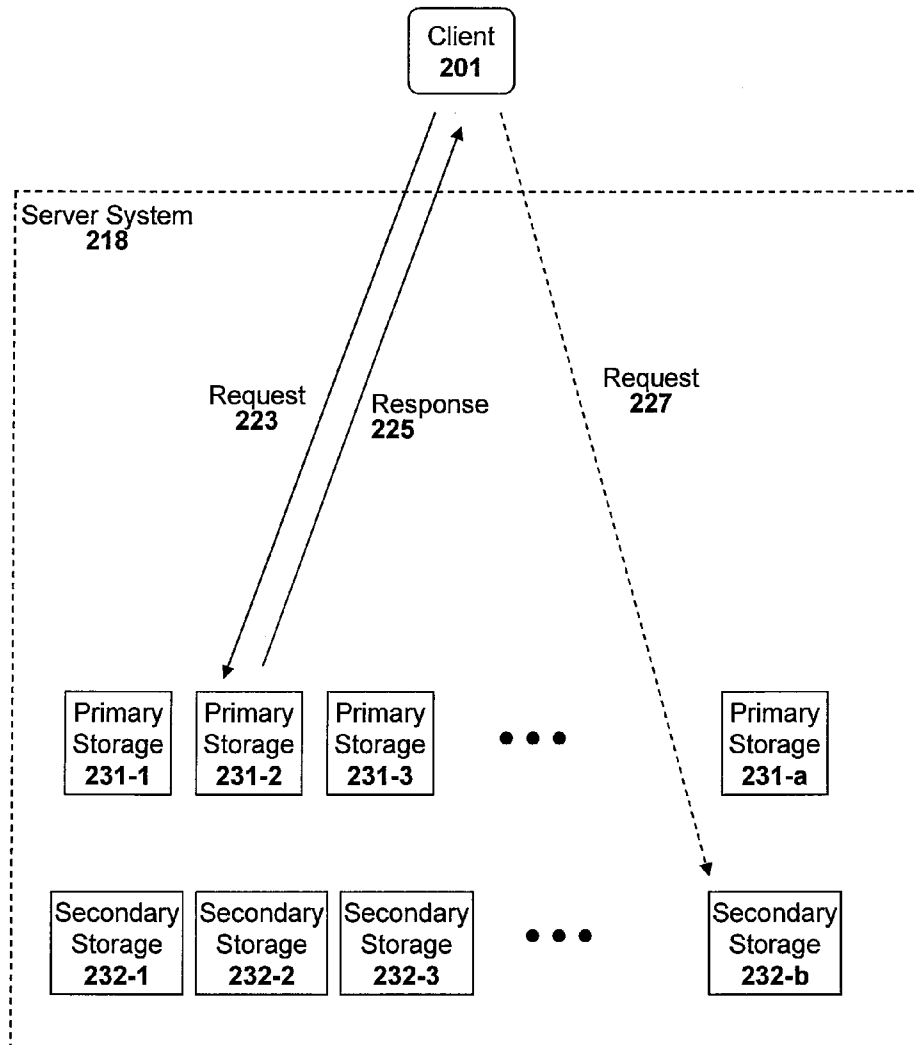 Client
201
Server System
218
Request
223
Response
225
Request
227
Primary
Storage
231-1
Primary
Storage
231-2
Primary
Storage
231-3
Primary
Storage
231-a
Secondary
Storage
232-1
Secondary
Storage
232-2
Secondary
Storage
232-3
Secondary
Storage
232-b